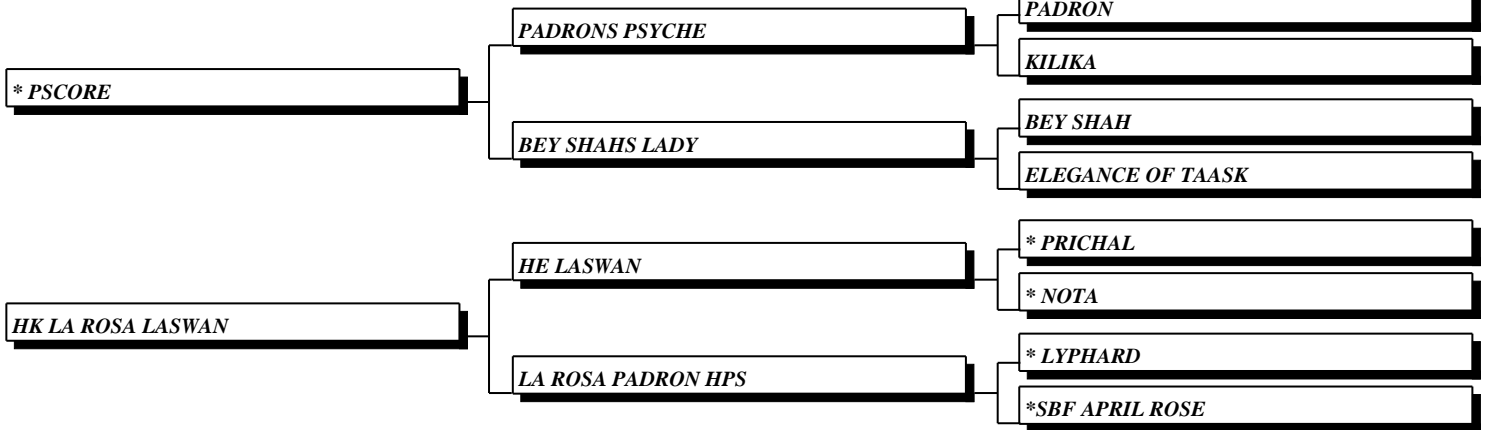 PADRON
PADRONS PSYCHE
KILIKA
* PSCORE
BEY SHAH
BEY SHAHS LADY
ELEGANCE OF TAASK
* PRICHAL
HE LASWAN
* NOTA
HK LA ROSA LASWAN
* LYPHARD
LA ROSA PADRON HPS
*SBF APRIL ROSE